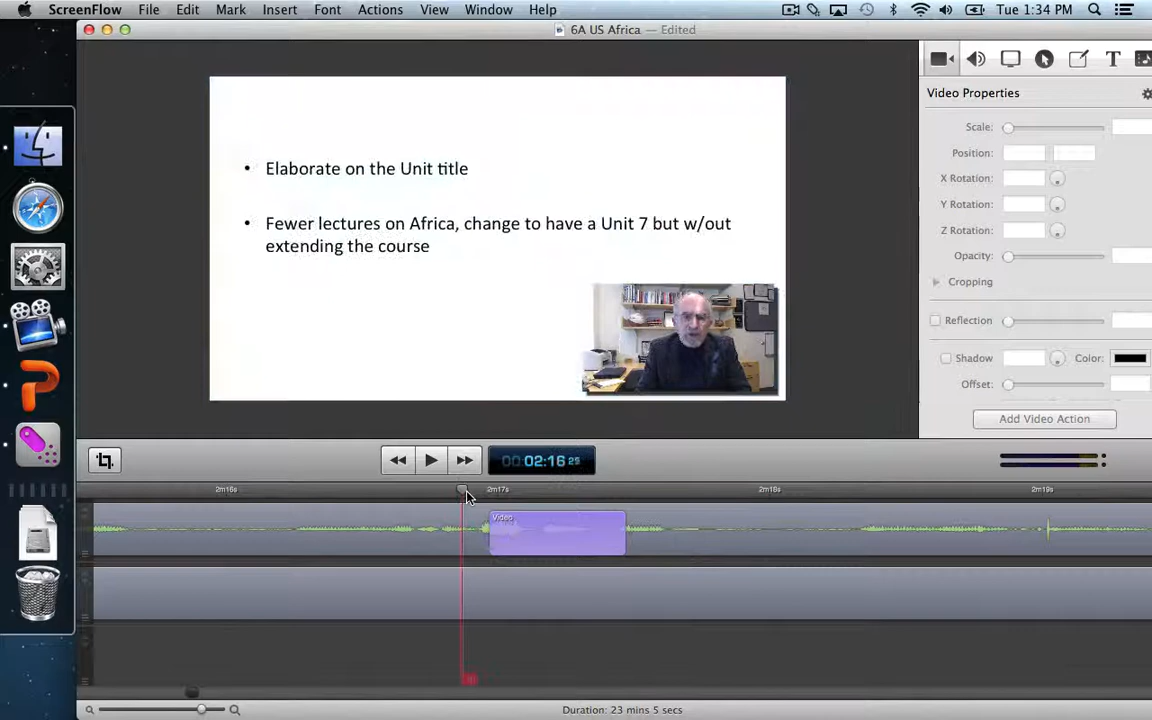 ScreenFlow File Edit Mark Insert Font Actions View Window Help Tue 1:34 PM
6A US Africa — Edited
• Elaborate on the Unit title
• Fewer lectures on Africa, change to have a Unit 7 but w/out
extending the course
Video Properties
Scale:
Position:
X Rotation:
Y Rotation:
Z Rotation:
Opacity:
Cropping
Reflection
Shadow Color:
Offset:
Add Video Action
00:02:16 25
2m16s 2m17s 2m18s 2m19s
Video
Duration: 23 mins 5 secs